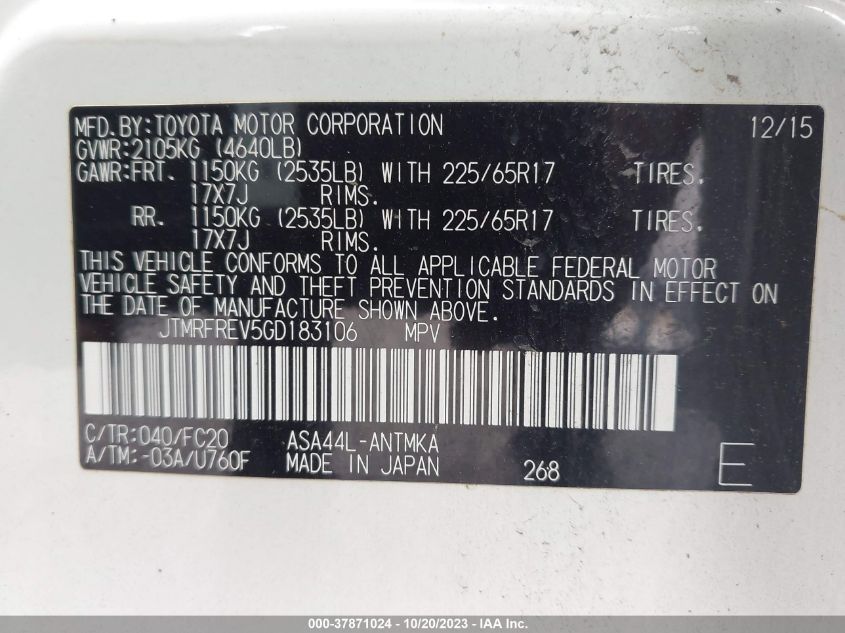 MFD.BY:TOYOTA MOTOR CORPORATION 12/15
GVWR:2105KG (4640LB)
GAWR:FRT. 1150KG (2535LB) WITH 225/65R17 TIRES.
17X7J RIMS.
RR. 1150KG (2535LB) WITH 225/65R17 TIRES.
17X7J RIMS.
THIS VEHICLE CONFORMS TO ALL APPLICABLE FEDERAL MOTOR
VEHICLE SAFETY AND THEFT PREVENTION STANDARDS IN EFFECT ON
THE DATE OF MANUFACTURE SHOWN ABOVE.
JTMRFREV5GD183106 MPV
C/TR:040/FC20 ASA44L-ANTMKA
A/TM:-03A/U760F MADE IN JAPAN 268 E
000-37871024 - 10/20/2023 - IAA Inc.